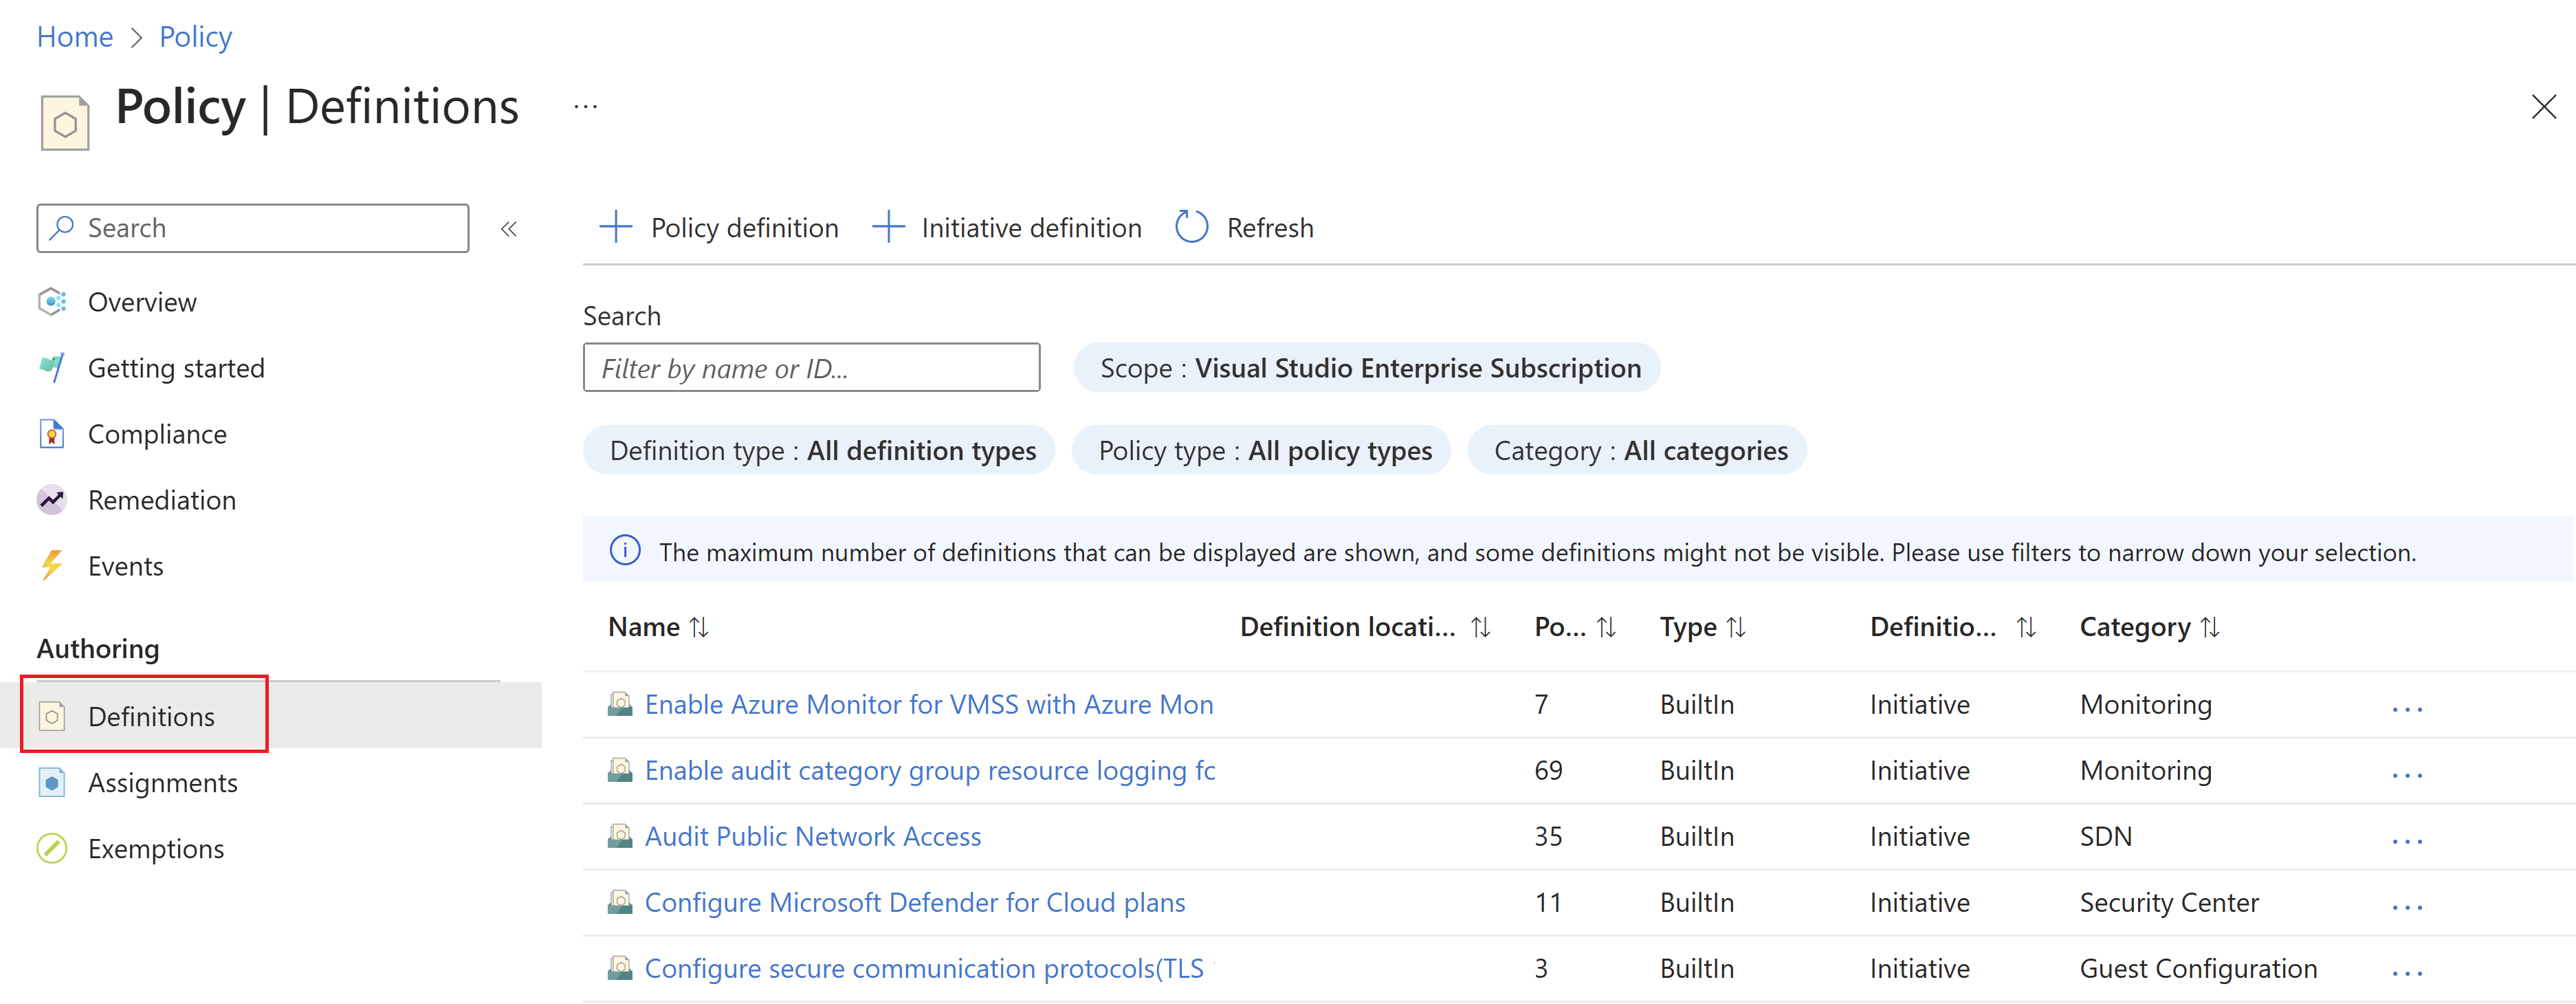 Home > Policy
Policy | Definitions ...
Search «
Overview
Getting started
Compliance
Remediation
Events
Authoring
Definitions
Assignments
Exemptions
+ Policy definition + Initiative definition Refresh
Search
Filter by name or ID...
Scope : Visual Studio Enterprise Subscription
Definition type : All definition types Policy type : All policy types Category : All categories
The maximum number of definitions that can be displayed are shown, and some definitions might not be visible. Please use filters to narrow down your selection.
Name ↑↓ Definition locati... ↑↓ Po... ↑↓ Type ↑↓ Definitio... ↑↓ Category ↑↓
Enable Azure Monitor for VMSS with Azure Mon 7 BuiltIn Initiative Monitoring ...
Enable audit category group resource logging fc 69 BuiltIn Initiative Monitoring ...
Audit Public Network Access 35 BuiltIn Initiative SDN ...
Configure Microsoft Defender for Cloud plans 11 BuiltIn Initiative Security Center ...
Configure secure communication protocols(TLS 3 BuiltIn Initiative Guest Configuration ...